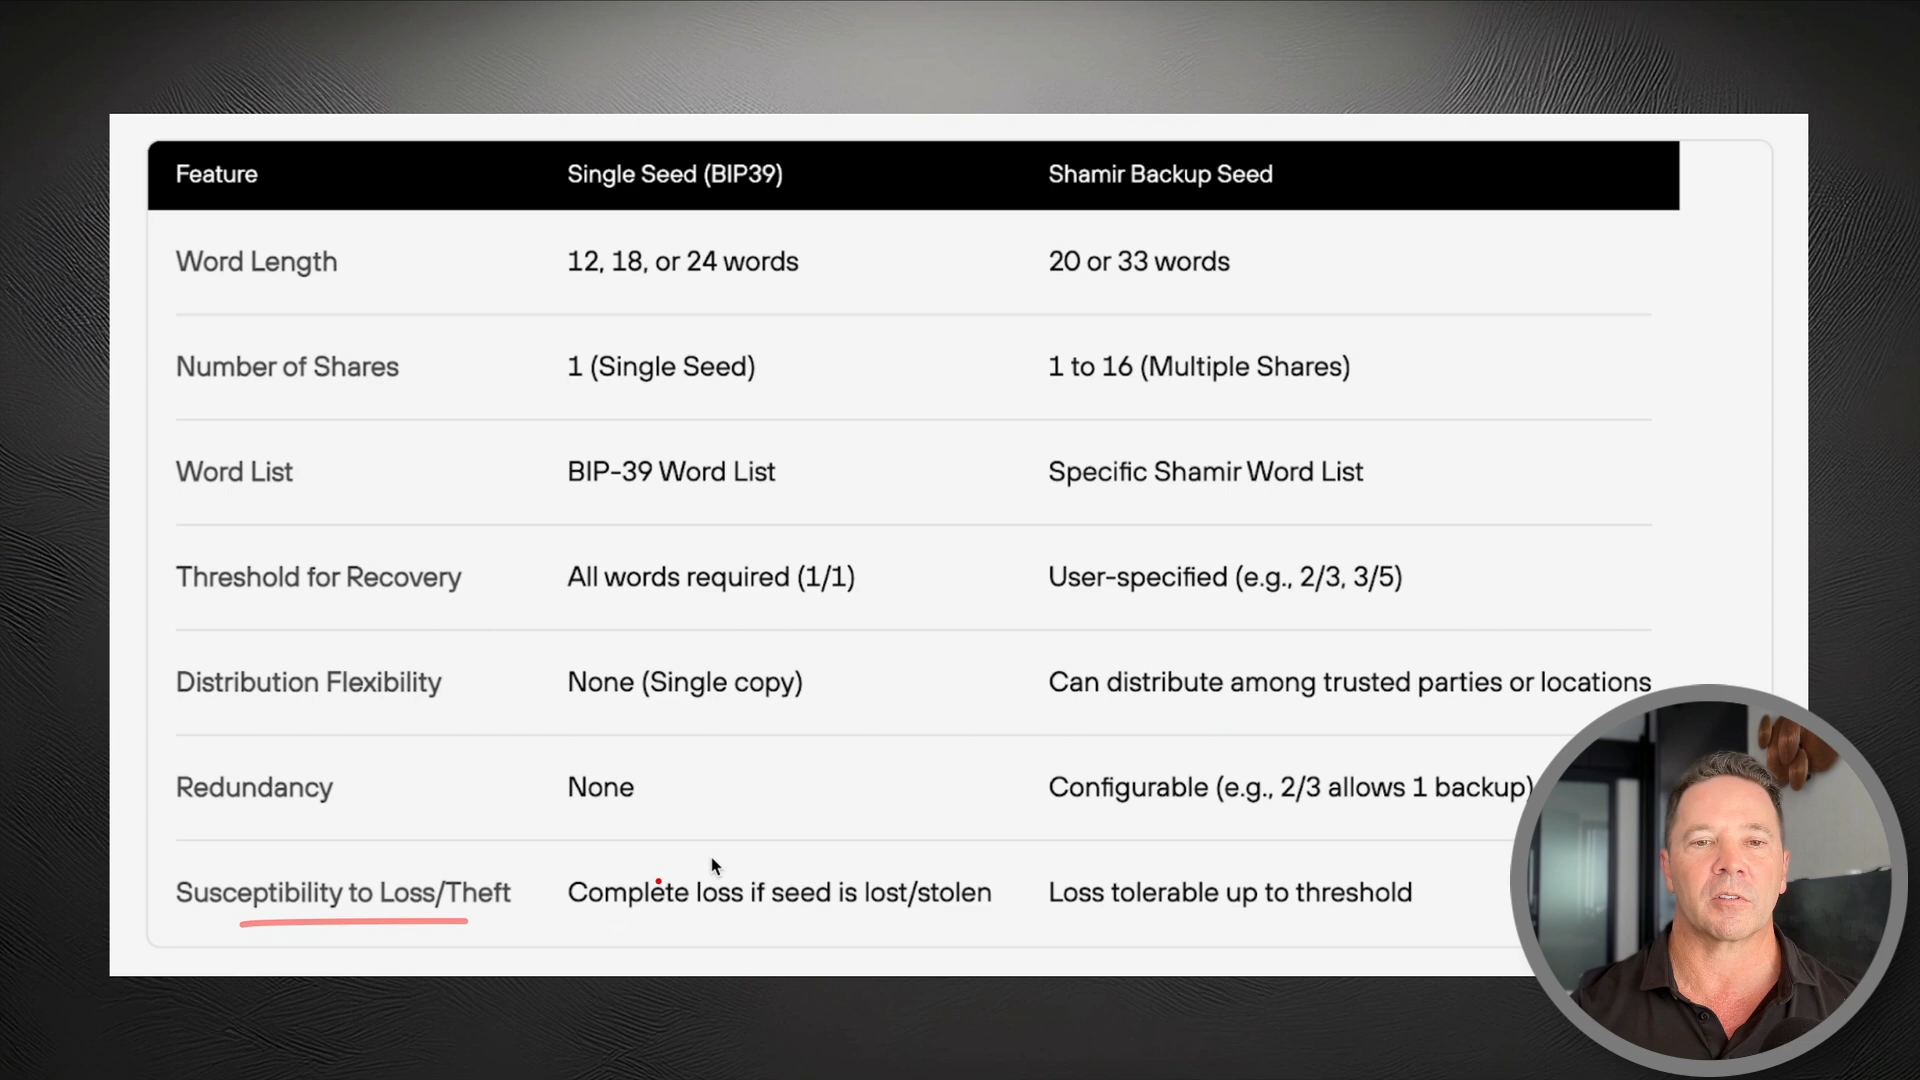 Feature Single Seed (BIP39) Shamir Backup Seed
Word Length 12, 18, or 24 words 20 or 33 words
Number of Shares 1 (Single Seed) 1 to 16 (Multiple Shares)
Word List BIP-39 Word List Specific Shamir Word List
Threshold for Recovery All words required (1/1) User-specified (e.g., 2/3, 3/5)
Distribution Flexibility None (Single copy) Can distribute among trusted parties or locations
Redundancy None Configurable (e.g., 2/3 allows 1 backup)
Susceptibility to Loss/Theft Complete loss if seed is lost/stolen Loss tolerable up to threshold